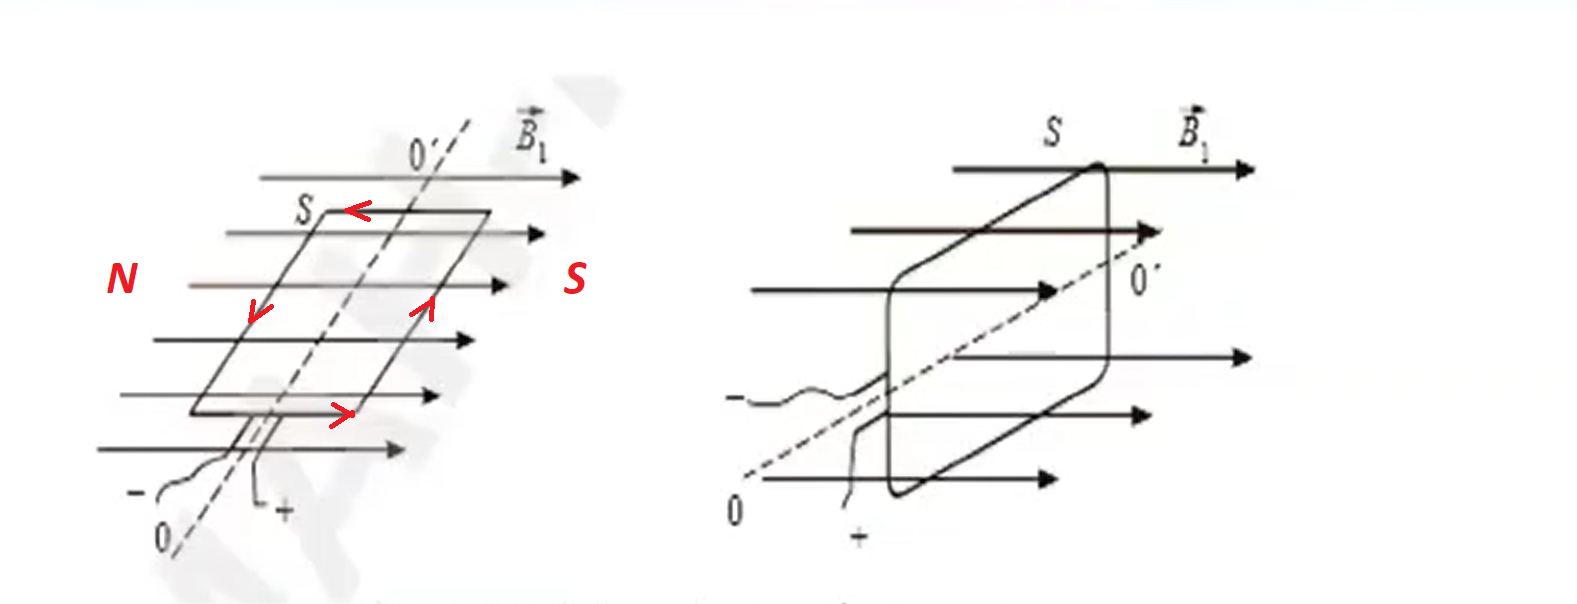 0′ B⃗₁
S
N S
− +
0
S B⃗₁
0′
−
0
+